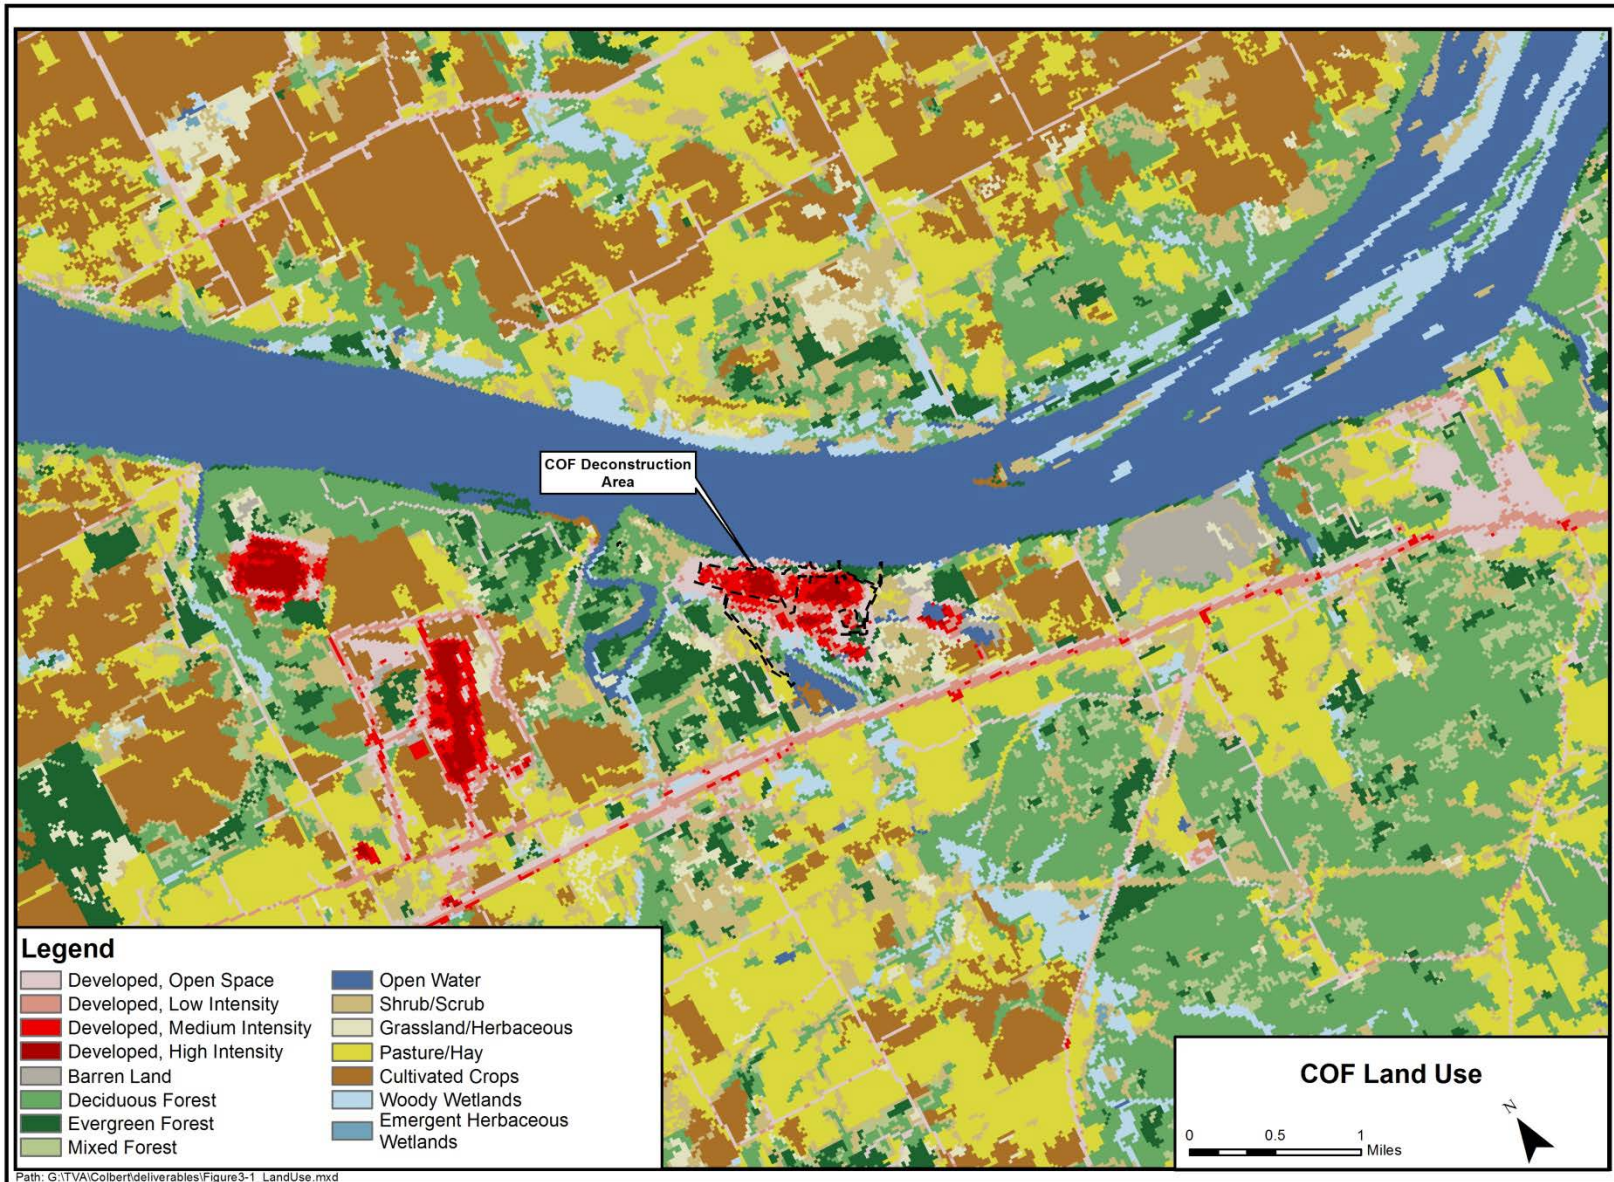 COF Deconstruction
Area
Legend
Developed, Open Space
Developed, Low Intensity
Developed, Medium Intensity
Developed, High Intensity
Barren Land
Deciduous Forest
Evergreen Forest
Mixed Forest
Open Water
Shrub/Scrub
Grassland/Herbaceous
Pasture/Hay
Cultivated Crops
Woody Wetlands
Emergent Herbaceous
Wetlands
COF Land Use
N
0 0.5 1
Miles
Path: G:\TVA\Colbert\deliverables\Figure3-1_LandUse.mxd